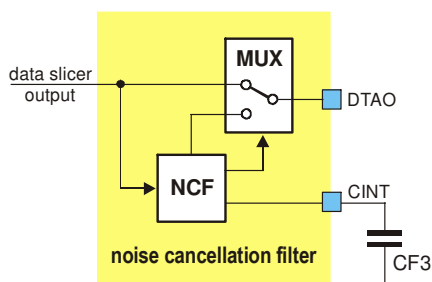 MUX
data slicer
output
DTAO
NCF
CINT
noise cancellation filter
CF3